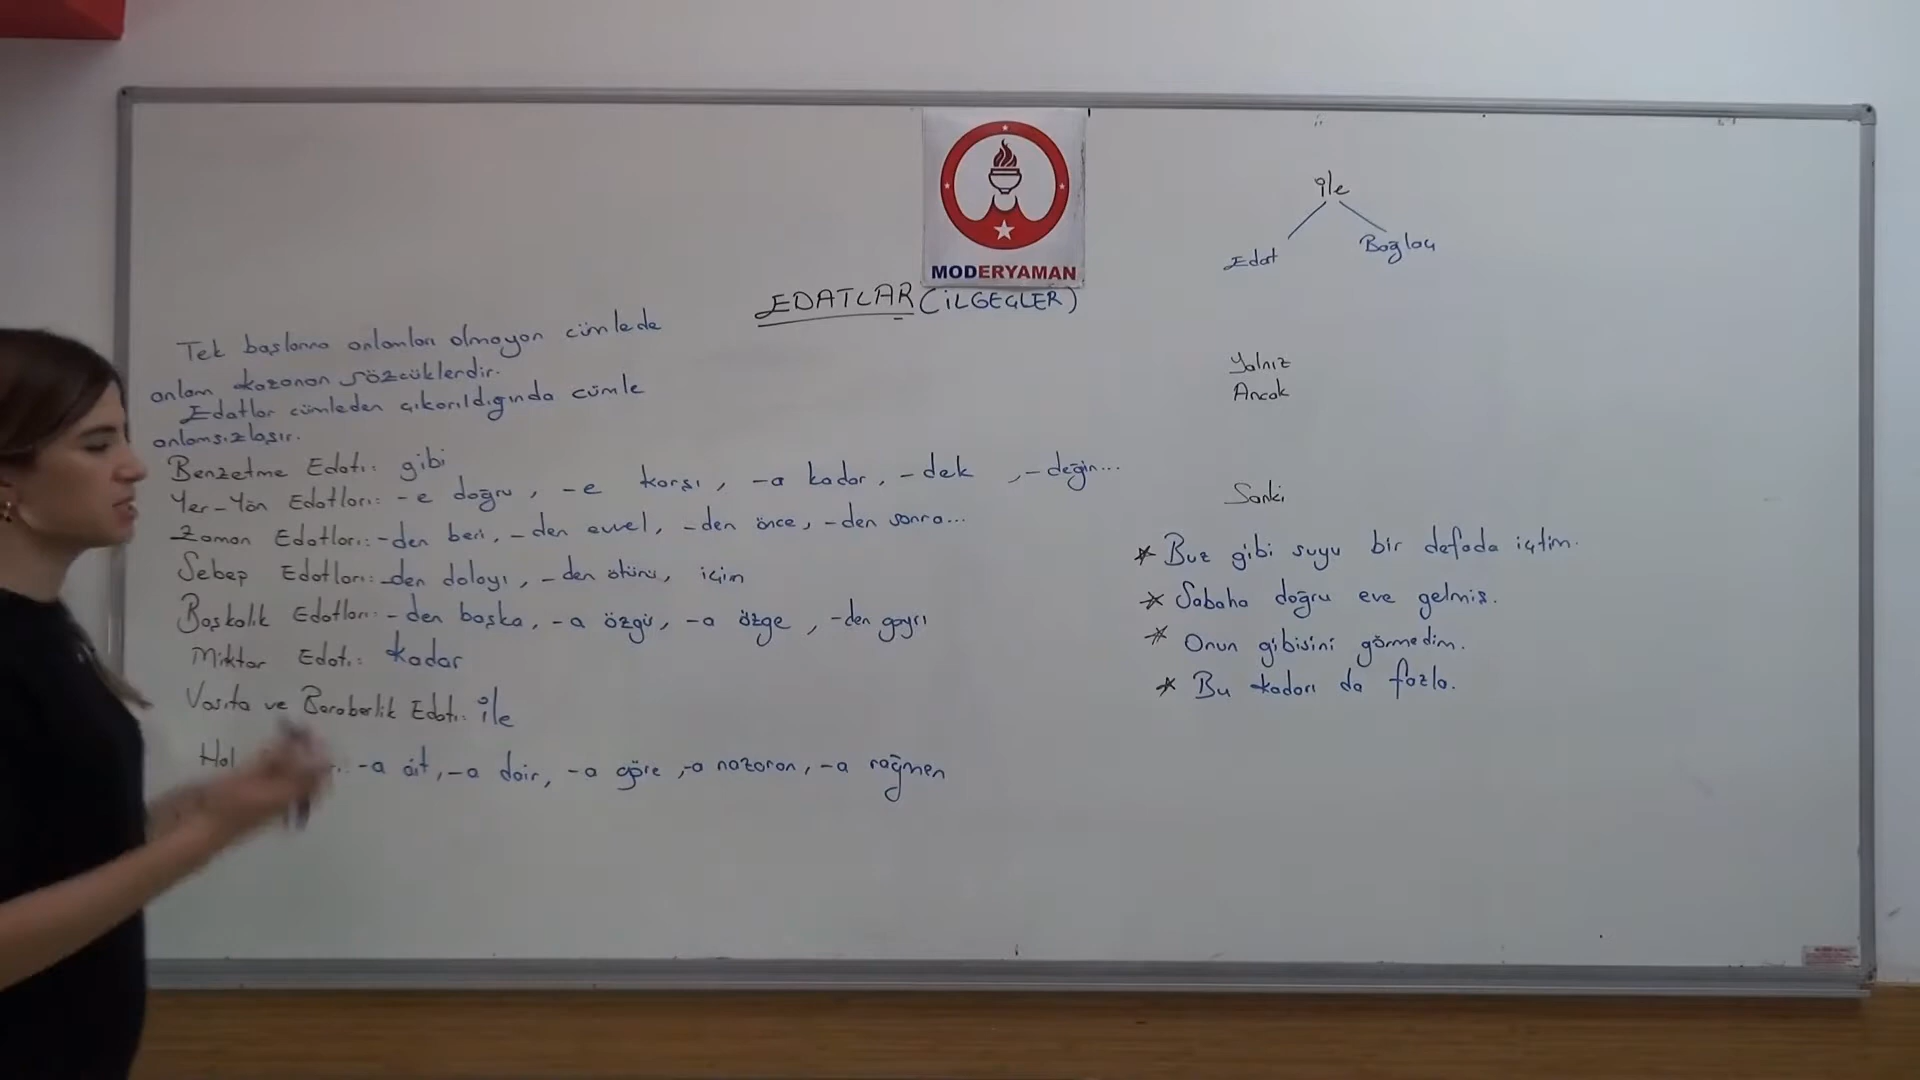 MODERYAMAN
EDATLAR (İLGEÇLER)
Tek başlarına anlamları olmayan cümlede
anlam kazanan sözcüklerdir.
Edatlar cümleden çıkarıldığında cümle
anlamsızlaşır.
Benzetme Edatı: gibi
Yer-Yön Edatları: -e doğru, -e karşı, -a kadar, -dek, -değin...
Zaman Edatları: -den beri, -den evvel, -den önce, -den sonra...
Sebep Edatları: -den dolayı, -den ötürü, için
Başkalık Edatları: -den başka, -a özgü, -a özge, -den gayrı
Miktar Edatı: kadar
Vasıta ve Beraberlik Edatı: ile
Hal -a ait, -a dair, -a göre, -a nazaran, -a rağmen
ile
Edat Bağlaç
Yalnız
Ancak
Sanki
* Buz gibi suyu bir defada içtim.
* Sabaha doğru eve gelmiş.
* Onun gibisini görmedim.
* Bu kadarı da fazla.